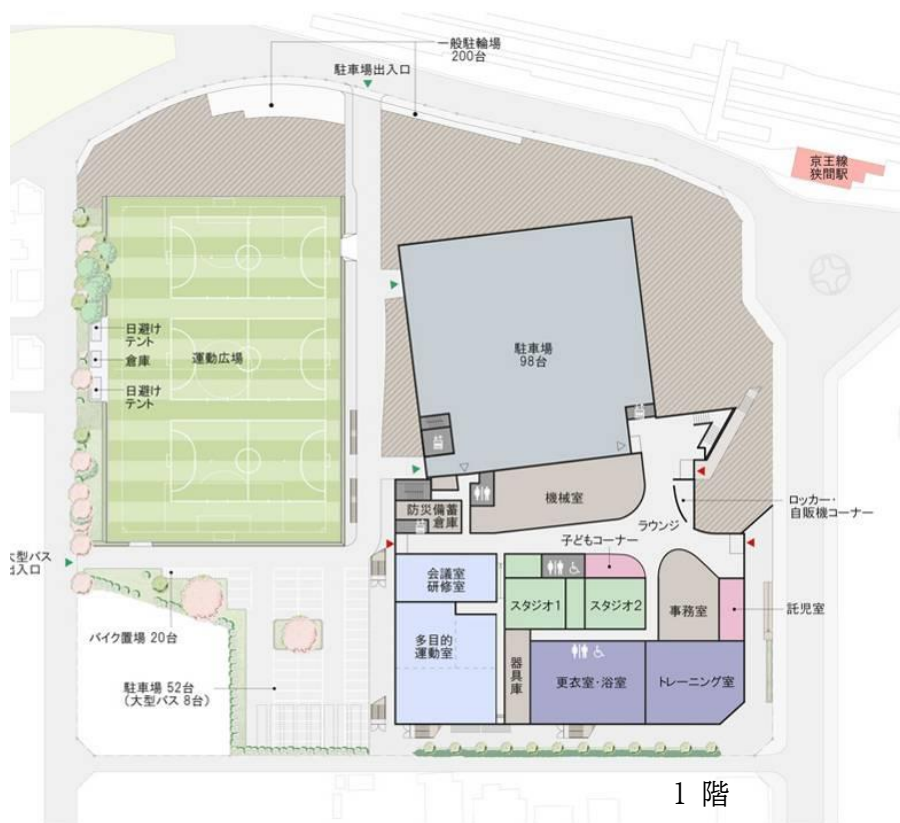 一般駐輪場
200台
駐車場出入口
京王線
狭間駅
日避け
テント
倉庫
運動広場
日避け
テント
駐車場
98台
機械室
ロッカー・
自販機コーナー
防災備蓄
倉庫
ラウンジ
子どもコーナー
大型バス
出入口
会議室
研修室
スタジオ1
スタジオ2
事務室
託児室
バイク置場 20台
多目的
運動室
器具庫
更衣室・浴室
トレーニング室
駐車場 52台
(大型バス 8台)
1 階